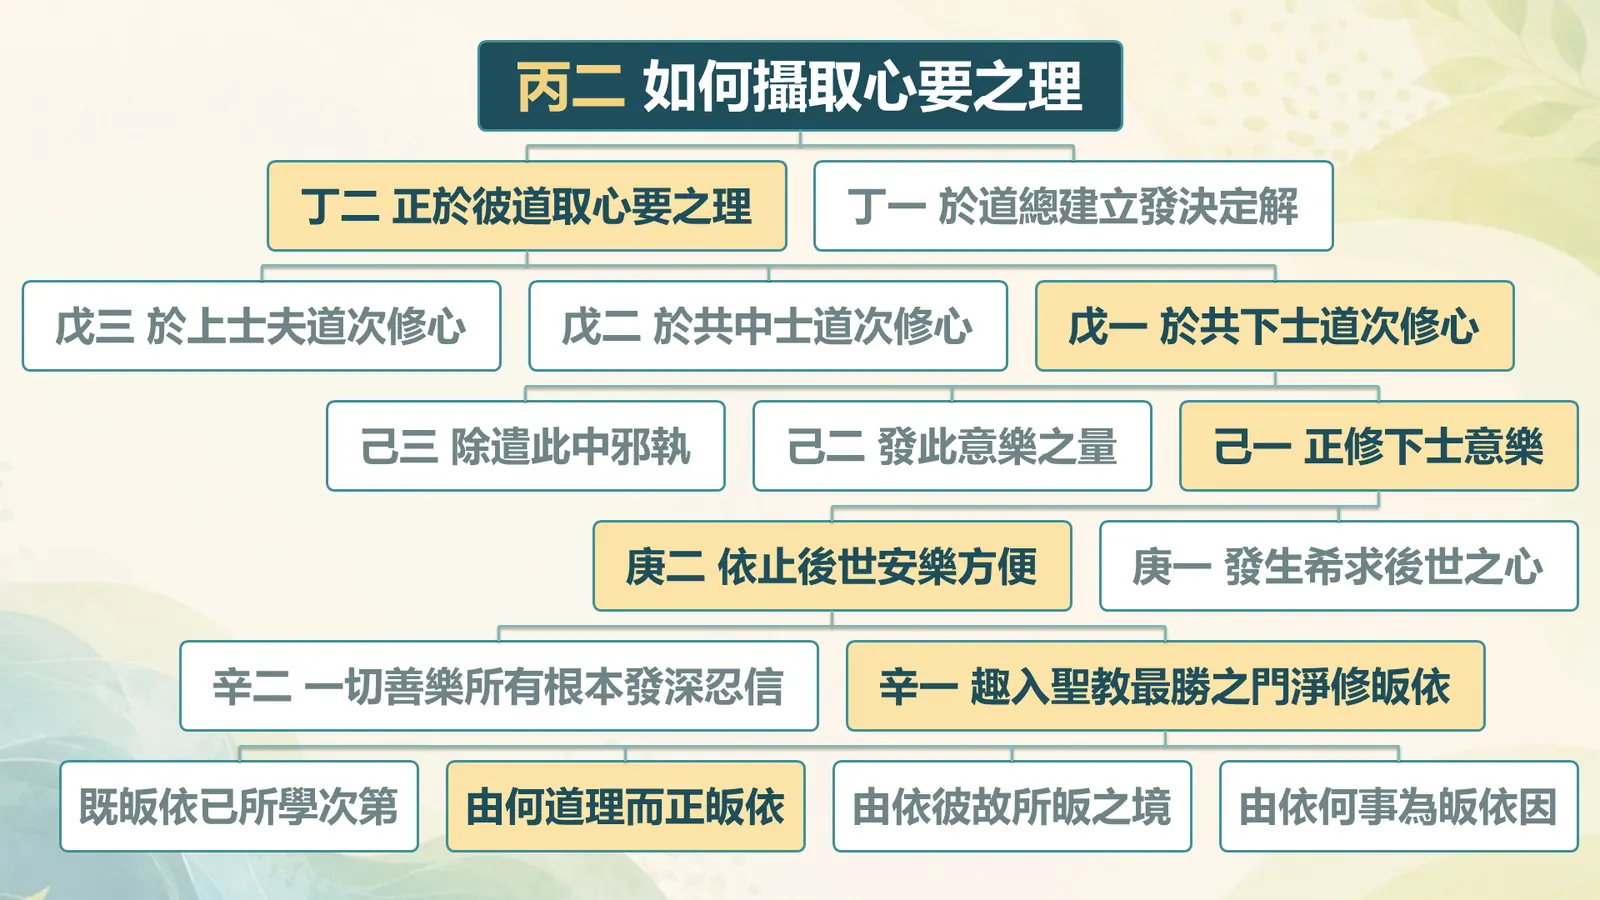 丙二 如何攝取心要之理
丁二 正於彼道取心要之理
丁一 於道總建立發決定解
戊三 於上士夫道次修心
戊二 於共中士道次修心
戊一 於共下士道次修心
己三 除遣此中邪執
己二 發此意樂之量
己一 正修下士意樂
庚二 依止後世安樂方便
庚一 發生希求後世之心
辛二 一切善樂所有根本發深忍信
辛一 趣入聖教最勝之門淨修皈依
既皈依已所學次第
由何道理而正皈依
由依彼故所皈之境
由依何事為皈依因